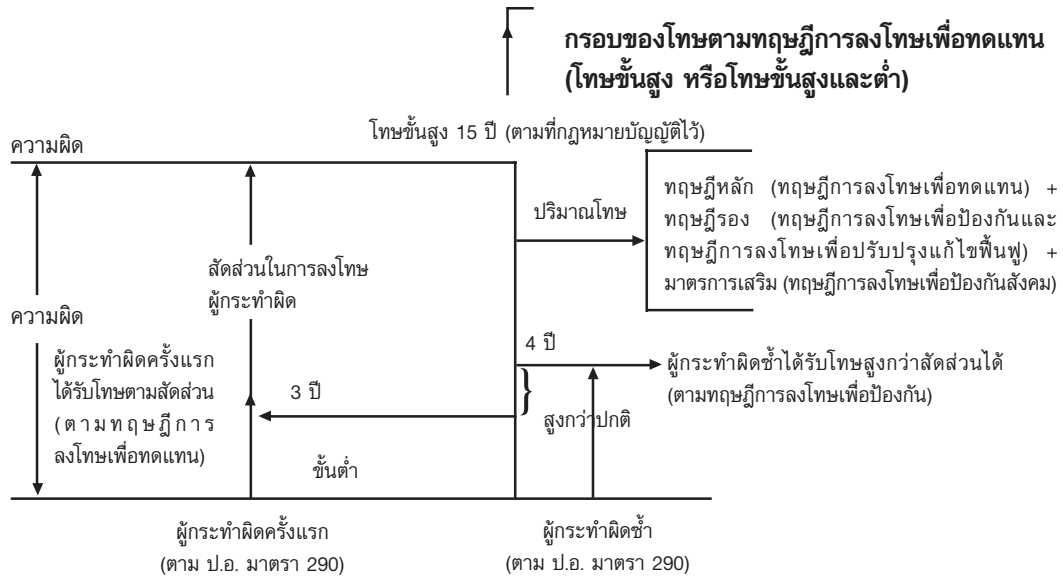 กรอบของโทษตามทฤษฎีการลงโทษเพื่อทดแทน
(โทษขั้นสูง หรือโทษขั้นสูงและต่ำ)
โทษขั้นสูง 15 ปี (ตามที่กฎหมายบัญญัติไว้)
ความผิด
ปริมาณโทษ
ทฤษฎีหลัก (ทฤษฎีการลงโทษเพื่อทดแทน) +
ทฤษฎีรอง (ทฤษฎีการลงโทษเพื่อป้องกันและ
ทฤษฎีการลงโทษเพื่อปรับปรุงแก้ไขฟื้นฟู) +
มาตรการเสริม (ทฤษฎีการลงโทษเพื่อป้องกันสังคม)
สัดส่วนในการลงโทษ
ผู้กระทำผิด
ความผิด
ผู้กระทำผิดครั้งแรก
ได้รับโทษตามสัดส่วน
(ตามทฤษฎีการ
ลงโทษเพื่อทดแทน)
3 ปี
4 ปี
}
สูงกว่าปกติ
ผู้กระทำผิดซ้ำได้รับโทษสูงกว่าสัดส่วนได้
(ตามทฤษฎีการลงโทษเพื่อป้องกัน)
ขั้นต่ำ
ผู้กระทำผิดครั้งแรก
(ตาม ป.อ. มาตรา 290)
ผู้กระทำผิดซ้ำ
(ตาม ป.อ. มาตรา 290)